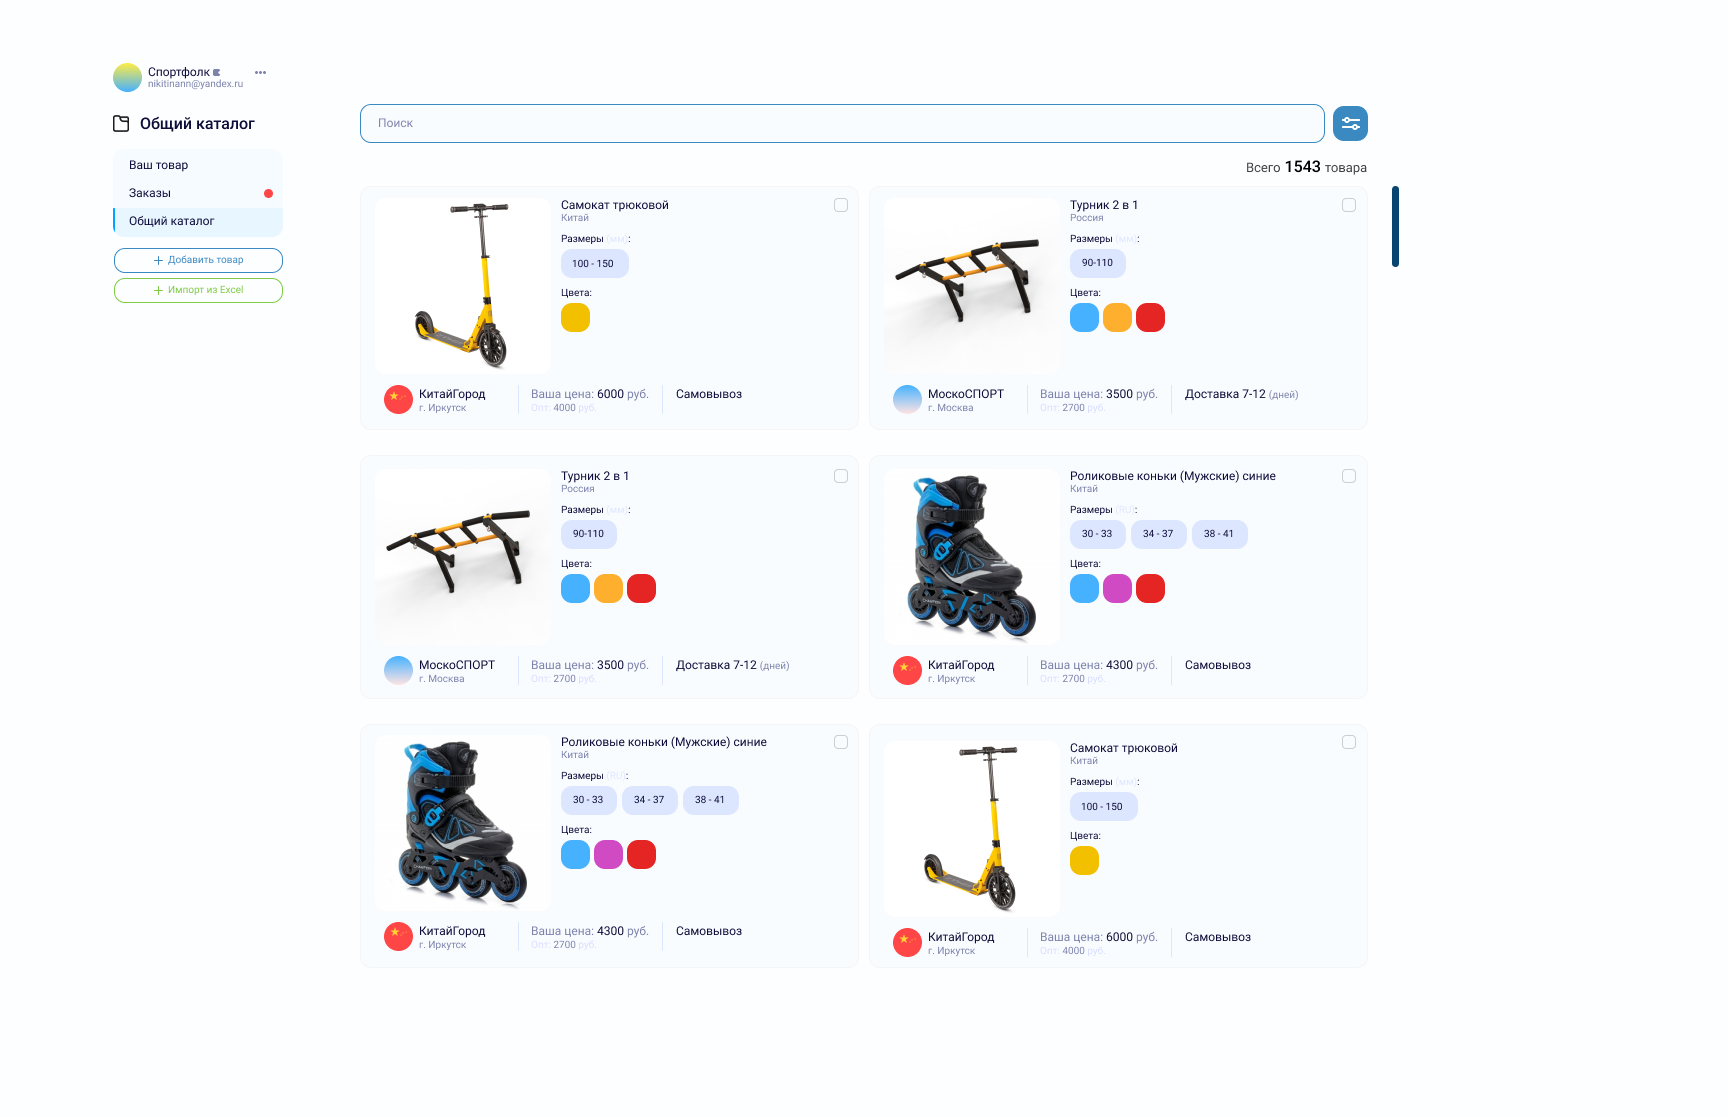 Спортфолк
nikitinann@yandex.ru
Общий каталог
Ваш товар
Заказы
Общий каталог
+ Добавить товар
+ Импорт из Excel
Поиск
Всего 1543 товара
Самокат трюковой
Китай
Размеры (мм):
100 - 150
Цвета:
КитайГород
г. Иркутск
Ваша цена: 6000 руб.
Опт: 4000 руб.
Самовывоз
Турник 2 в 1
Россия
Размеры (мм):
90-110
Цвета:
МоскоСПОРТ
г. Москва
Ваша цена: 3500 руб.
Опт: 2700 руб.
Доставка 7-12 (дней)
Турник 2 в 1
Россия
Размеры (мм):
90-110
Цвета:
МоскоСПОРТ
г. Москва
Ваша цена: 3500 руб.
Опт: 2700 руб.
Доставка 7-12 (дней)
Роликовые коньки (Мужские) синие
Китай
Размеры (RU):
30 - 33 34 - 37 38 - 41
Цвета:
КитайГород
г. Иркутск
Ваша цена: 4300 руб.
Опт: 2700 руб.
Самовывоз
Роликовые коньки (Мужские) синие
Китай
Размеры (RU):
30 - 33 34 - 37 38 - 41
Цвета:
КитайГород
г. Иркутск
Ваша цена: 4300 руб.
Опт: 2700 руб.
Самовывоз
Самокат трюковой
Китай
Размеры (мм):
100 - 150
Цвета:
КитайГород
г. Иркутск
Ваша цена: 6000 руб.
Опт: 4000 руб.
Самовывоз